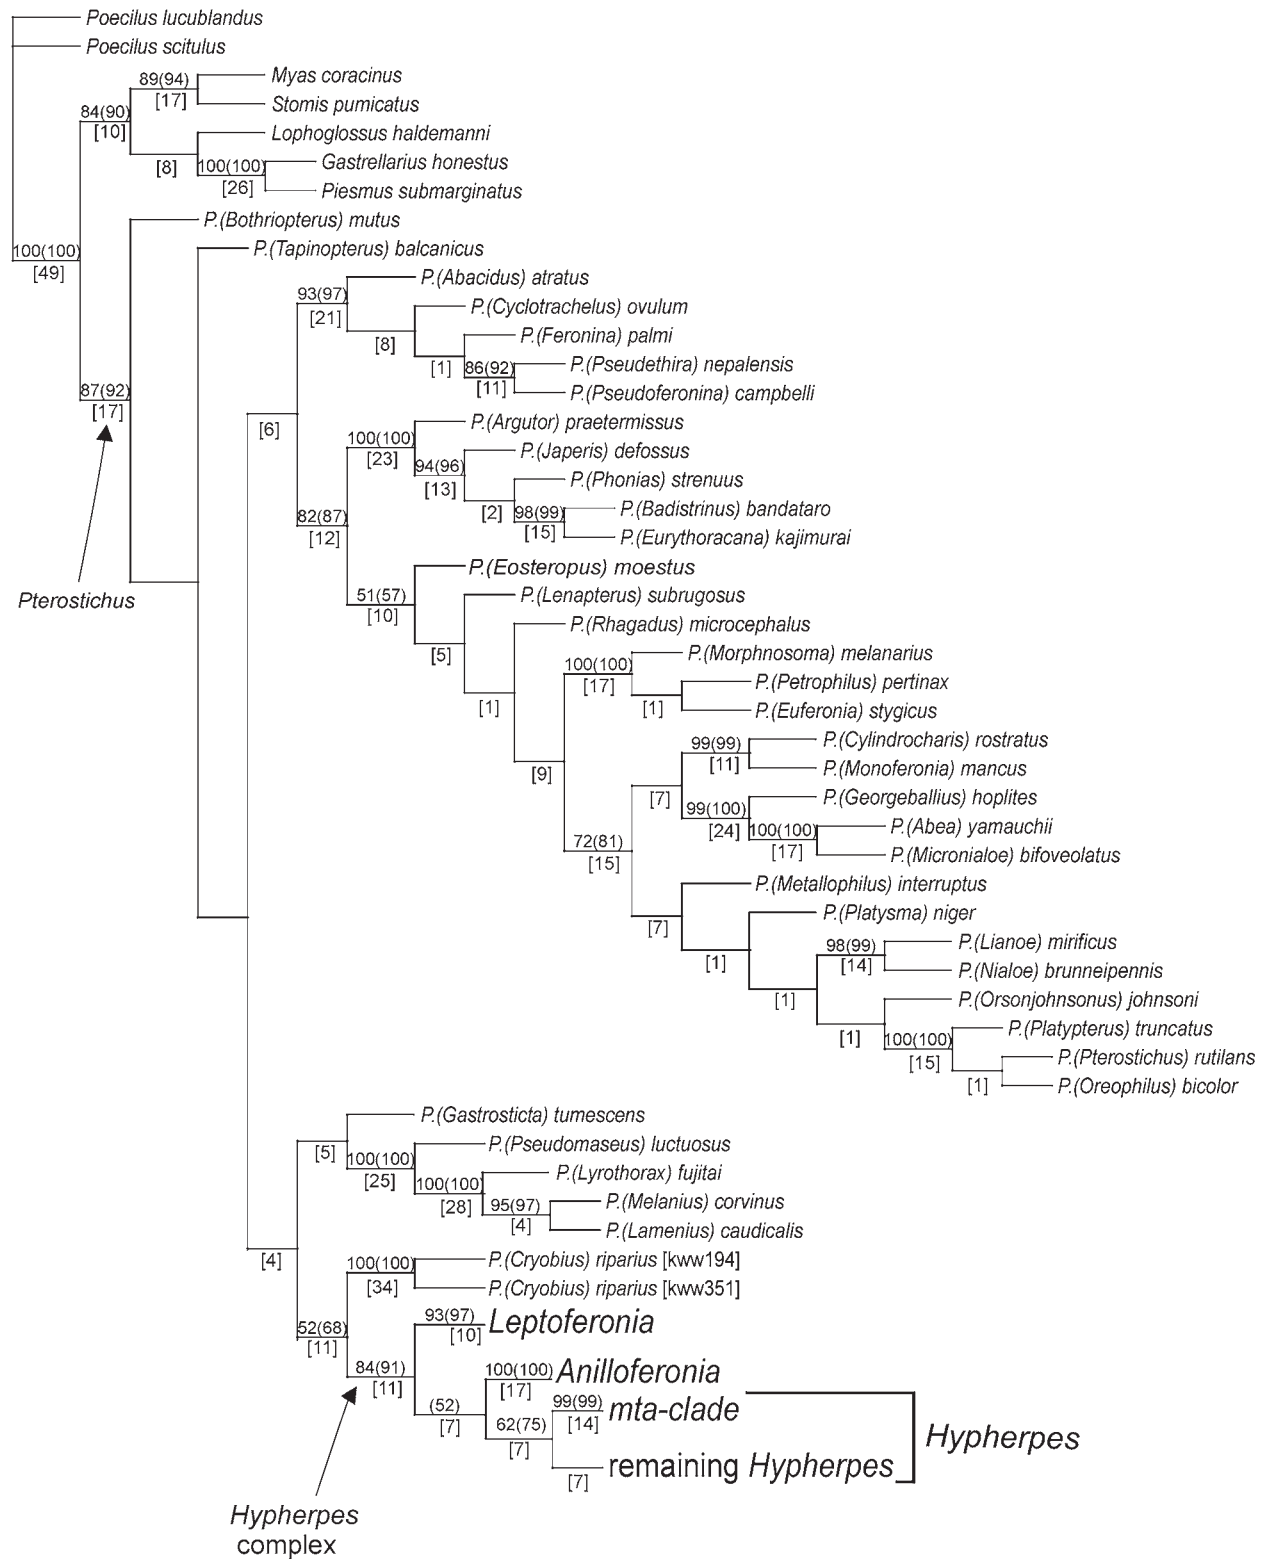 Poecilus lucublandus
Poecilus scitulus
89(94)
Myas coracinus
[17]
Stomis pumicatus
84(90)
[10]
Lophoglossus haldemanni
[8]
100(100)
Gastrellarius honestus
[26]
Piesmus submarginatus
P.(Bothriopterus) mutus
100(100)
[49]
P.(Tapinopterus) balcanicus
93(97)
P.(Abacidus) atratus
[21]
P.(Cyclotrachelus) ovulum
[8]
P.(Feronina) palmi
[1]
86(92)
P.(Pseudethira) nepalensis
[11]
P.(Pseudoferonina) campbelli
87(92)
[17]
[6]
P.(Argutor) praetermissus
100(100)
[23]
P.(Japeris) defossus
94(96)
[13]
P.(Phonias) strenuus
[2]
98(99)
P.(Badistrinus) bandataro
[15]
P.(Eurythoracana) kajimurai
82(87)
[12]
P.(Eosteropus) moestus
Pterostichus
51(57)
[10]
P.(Lenapterus) subrugosus
[5]
P.(Rhagadus) microcephalus
[1]
P.(Morphnosoma) melanarius
100(100)
[17]
P.(Petrophilus) pertinax
[1]
P.(Euferonia) stygicus
[9]
99(99)
P.(Cylindrocharis) rostratus
[11]
P.(Monoferonia) mancus
[7]
P.(Georgeballius) hoplites
99(100)
[24]
100(100)
P.(Abea) yamauchii
[17]
P.(Micronialoe) bifoveolatus
72(81)
[15]
P.(Metallophilus) interruptus
[7]
P.(Platysma) niger
[1]
98(99)
P.(Lianoe) mirificus
[14]
P.(Nialoe) brunneipennis
[1]
P.(Orsonjohnsonus) johnsoni
[1]
100(100)
P.(Platypterus) truncatus
[15]
P.(Pterostichus) rutilans
[1]
P.(Oreophilus) bicolor
P.(Gastrosticta) tumescens
[5]
P.(Pseudomaseus) luctuosus
100(100)
[25]
P.(Lyrothorax) fujitai
100(100)
[28]
95(97)
P.(Melanius) corvinus
[4]
P.(Lamenius) caudicalis
[4]
P.(Cryobius) riparius [kww194]
100(100)
[34]
P.(Cryobius) riparius [kww351]
52(68)
[11]
93(97)
Leptoferonia
[10]
84(91)
[11]
100(100)
Anilloferonia
[17]
(52)
[7]
99(99)
mta-clade
[14]
62(75)
[7]
Hypherpes
remaining Hypherpes
[7]
Hypherpes
complex